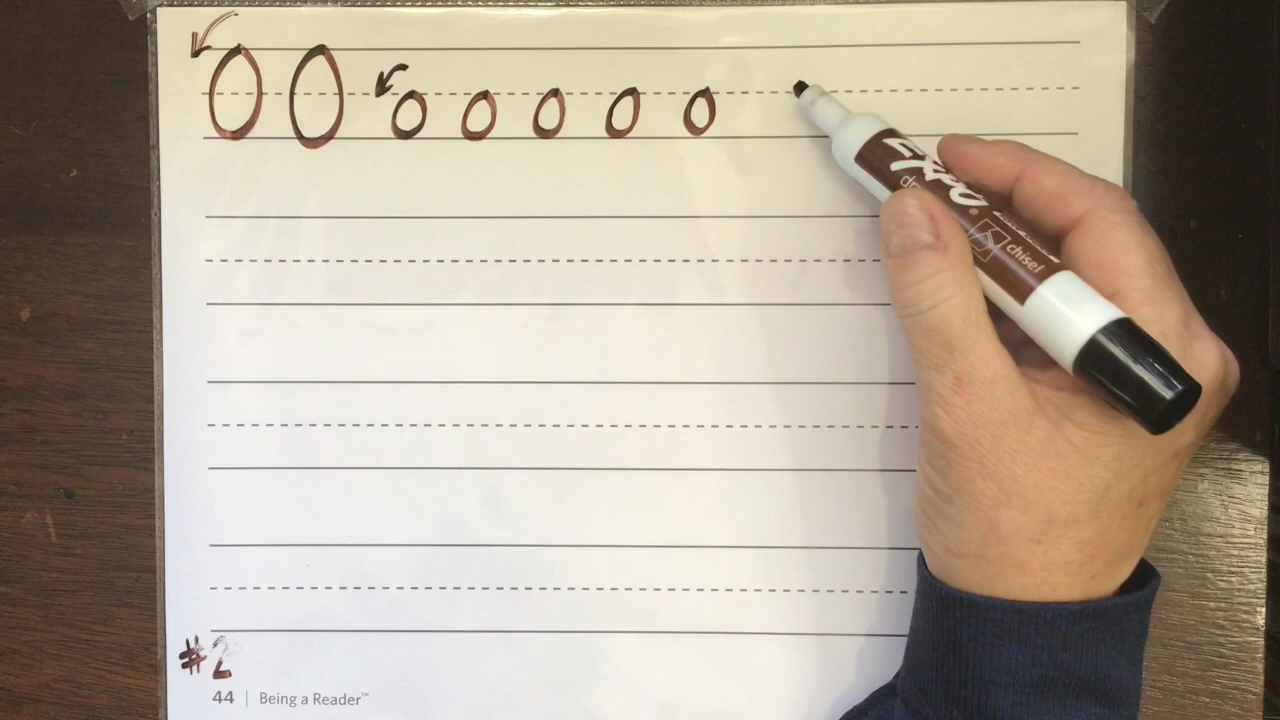 O O o o o o o
EXPO®
chisel
#2
44 | Being a Reader™